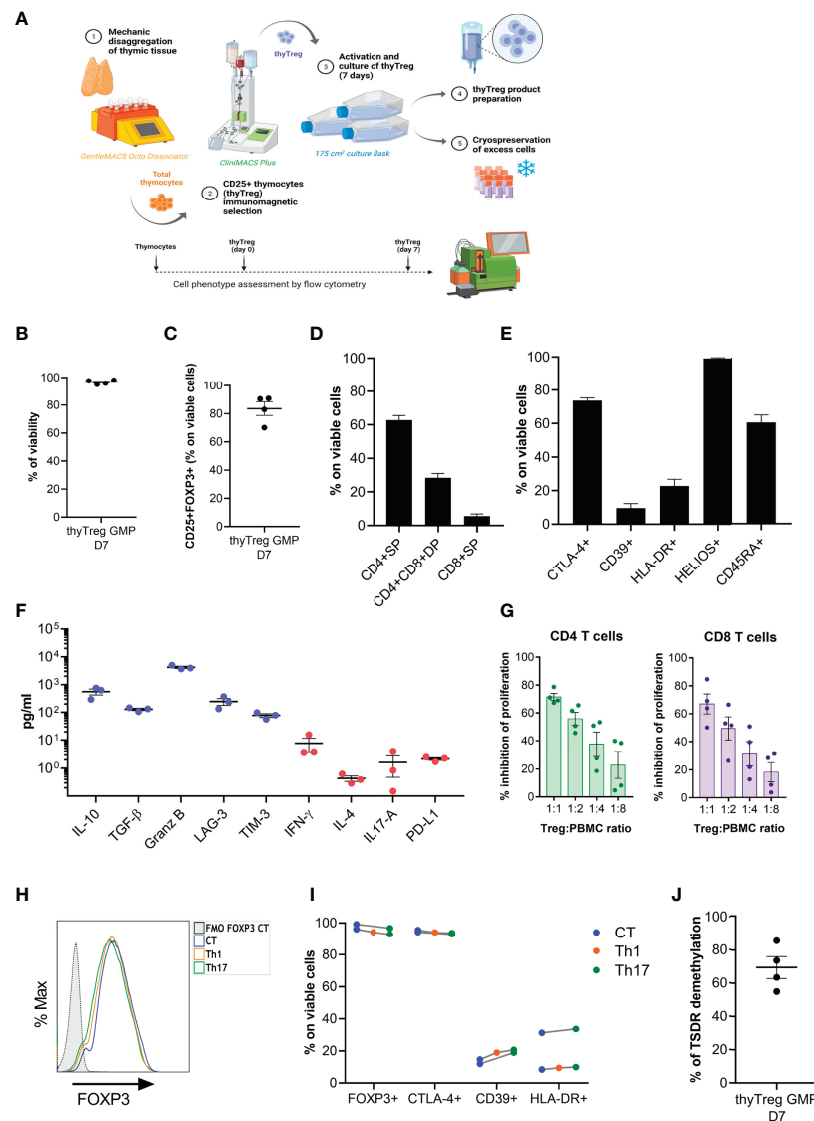 A
1 Mechanic
disaggregation
of thymic tissue
GentleMACS Octo Dissociator
Total
thymocytes
2 CD25+ thymocytes
(thyTreg)
immunomagnetic
selection
CliniMACS Plus
thyTreg
3 Activation and
culture of thyTreg
(7 days)
175 cm² culture flask
4 thyTreg product
preparation
5 Cryospreservation
of excess cells
Thymocytes
thyTreg
(day 0)
thyTreg
(day 7)
Cell phenotype assessment by flow cytometry
B
% of viability
100
80
60
40
20
0
thyTreg GMP
D7
C
CD25+FOXP3+ (% on viable cells)
100
80
60
40
20
0
thyTreg GMP
D7
D
% on viable cells
100
80
60
40
20
0
CD4+SP
CD4+CD8+DP
CD8+SP
E
% on viable cells
100
80
60
40
20
0
CTLA-4+
CD39+
HLA-DR+
HELIOS+
CD45RA+
F
pg/ml
10⁵
10⁴
10³
10²
10¹
10⁰
IL-10
TGF-β
Granz B
LAG-3
TIM-3
IFN-γ
IL-4
IL17-A
PD-L1
G
CD4 T cells
% inhibition of proliferation
100
80
60
40
20
0
1:1 1:2 1:4 1:8
Treg:PBMC ratio
CD8 T cells
% inhibition of proliferation
100
80
60
40
20
0
1:1 1:2 1:4 1:8
Treg:PBMC ratio
H
% Max
FOXP3
FMO FOXP3 CT
CT
Th1
Th17
I
% on viable cells
100
80
60
40
20
0
FOXP3+ CTLA-4+ CD39+ HLA-DR+
CT
Th1
Th17
J
% of TSDR demethylation
100
80
60
40
20
0
thyTreg GMP
D7